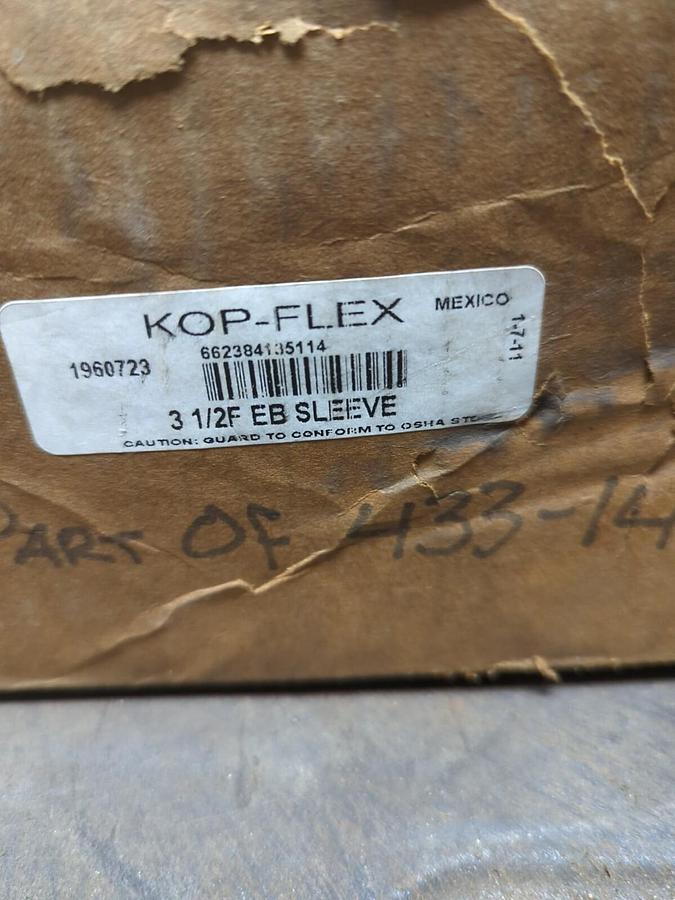 KOP-FLEX
MEXICO
1-7-11
662384135114
1960723
3 1/2F EB SLEEVE
CAUTION: GUARD TO CONFORM TO OSHA
PART OF 433-14